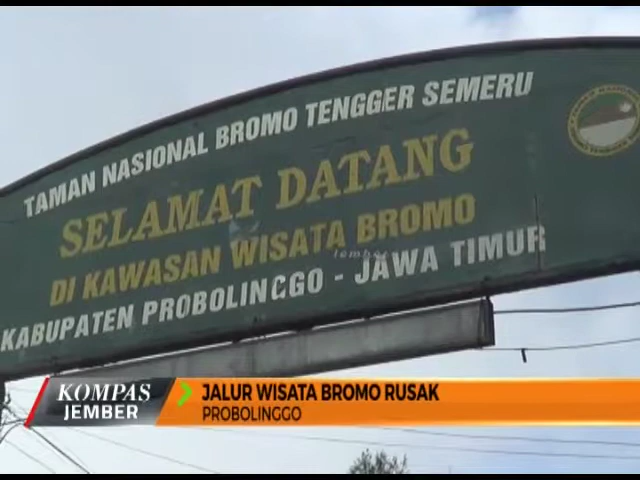 TAMAN NASIONAL BROMO TENGGER SEMERU
SELAMAT DATANG
DI KAWASAN WISATA BROMO
KABUPATEN PROBOLINGGO - JAWA TIMUR
jember
KOMPAS
JEMBER
JALUR WISATA BROMO RUSAK
PROBOLINGGO